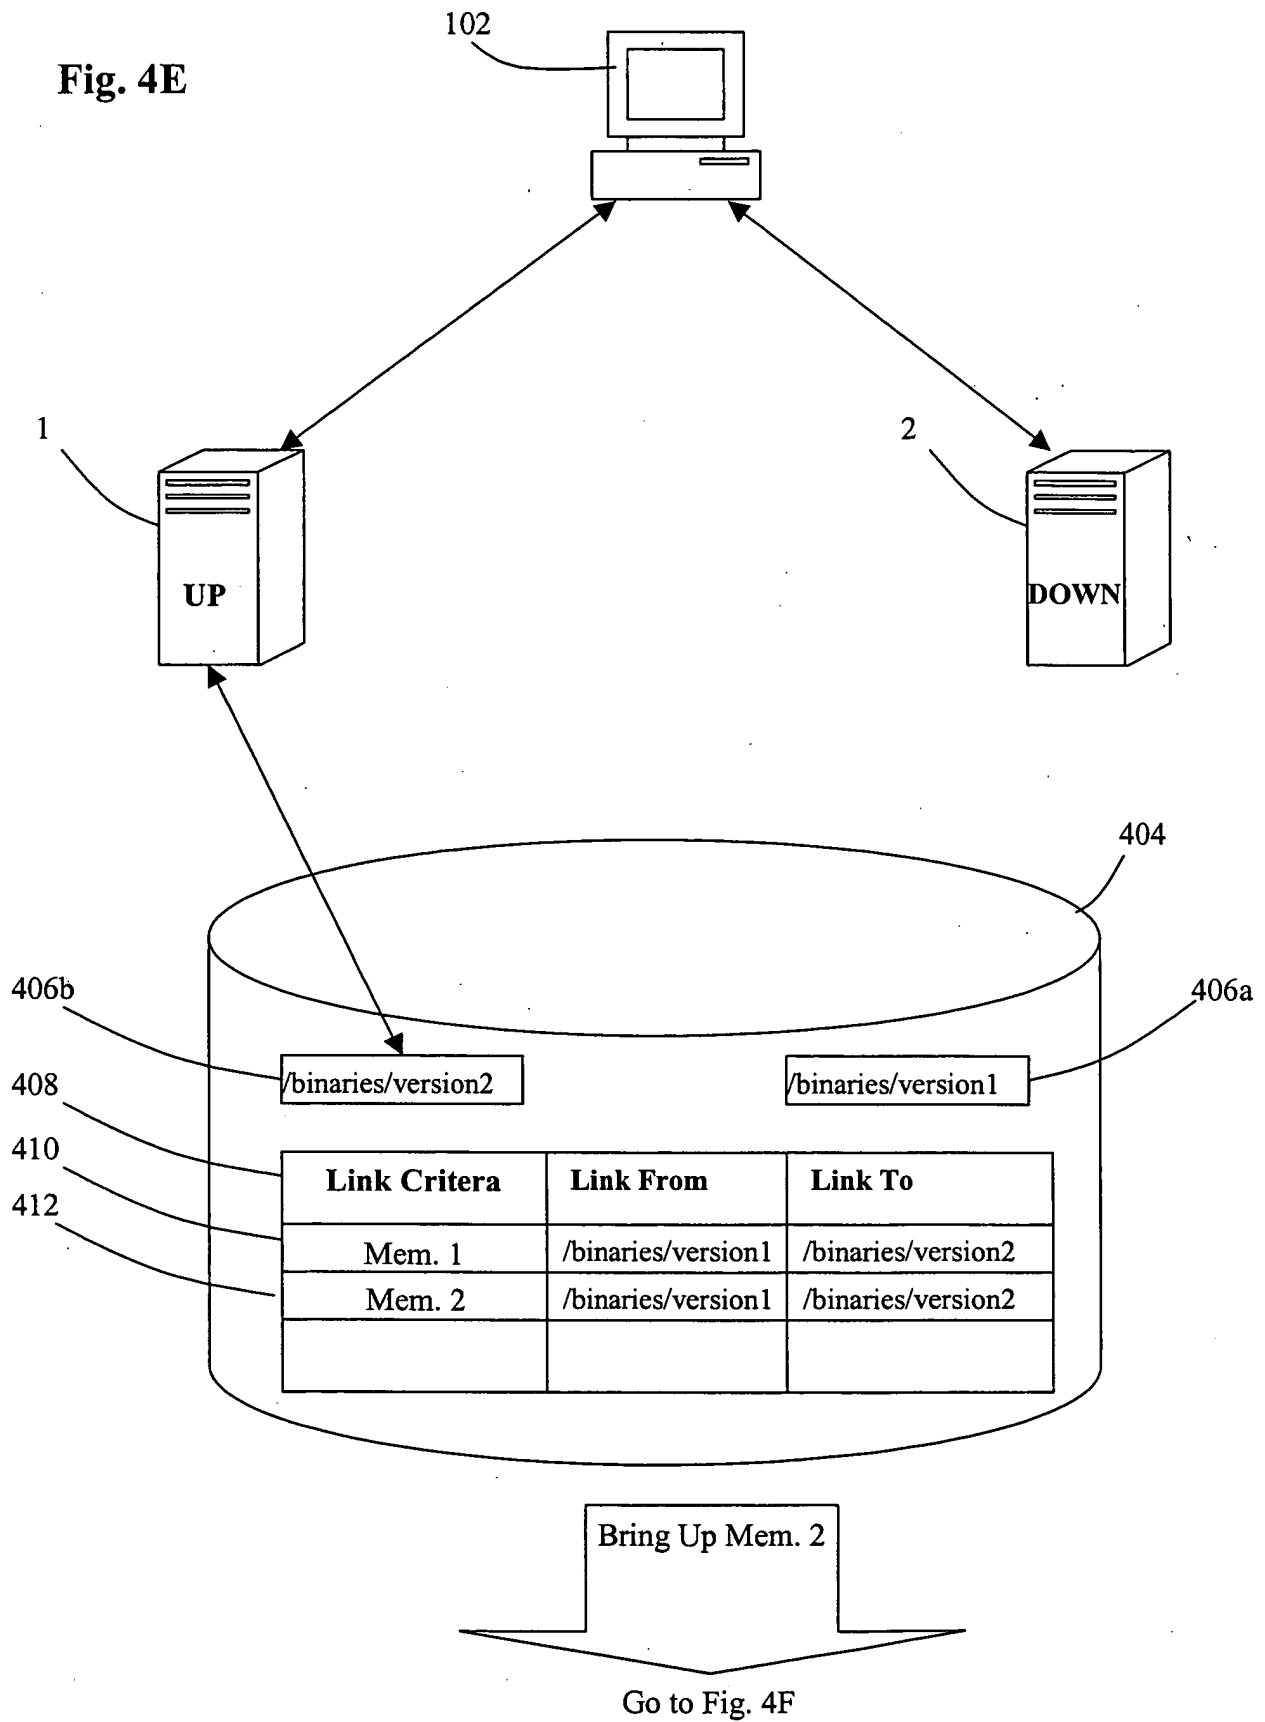 102
Fig. 4E
1
2
UP
DOWN
404
406b
406a
/binaries/version2
/binaries/version1
408
410
412
Link Critera Link From Link To
Mem. 1 /binaries/version1 /binaries/version2
Mem. 2 /binaries/version1 /binaries/version2
Bring Up Mem. 2
Go to Fig. 4F